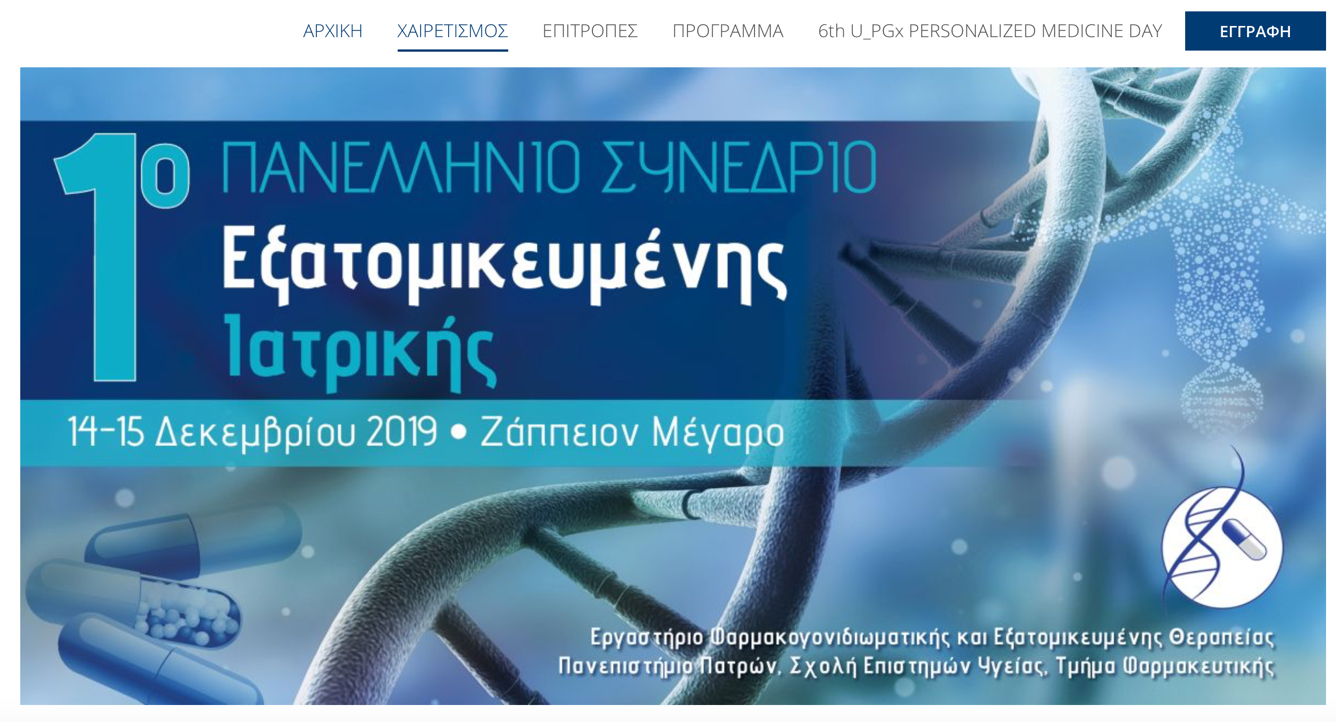 ΑΡΧΙΚΗ ΧΑΙΡΕΤΙΣΜΟΣ ΕΠΙΤΡΟΠΕΣ ΠΡΟΓΡΑΜΜΑ 6th U_PGx PERSONALIZED MEDICINE DAY ΕΓΓΡΑΦΗ
1ο ΠΑΝΕΛΛΗΝΙΟ ΣΥΝΕΔΡΙΟ
Εξατομικευμένης
Ιατρικής
14-15 Δεκεμβρίου 2019 • Ζάππειον Μέγαρο
Εργαστήριο Φαρμακογονιδιωματικής και Εξατομικευμένης Θεραπείας
Πανεπιστήμιο Πατρών, Σχολή Επιστημών Υγείας, Τμήμα Φαρμακευτικής